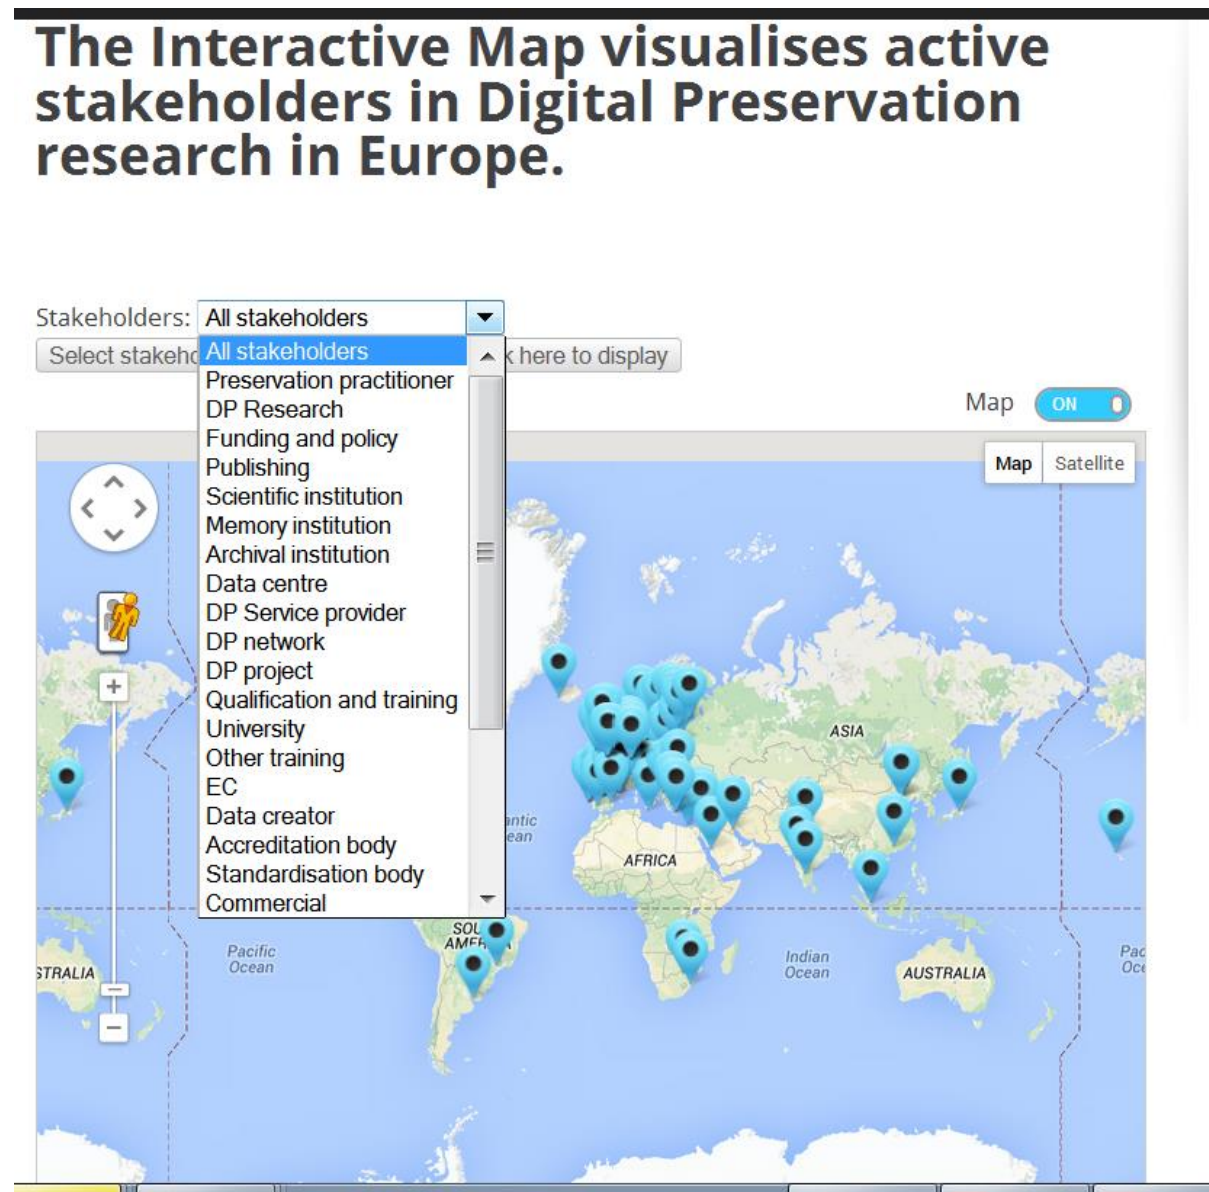 The Interactive Map visualises active
stakeholders in Digital Preservation
research in Europe.
Stakeholders: All stakeholders
Select
All stakeholders
here to display
Preservation practitioner
DP Research
Map ON
Funding and policy
Publishing
Map Satellite
Scientific institution
Memory institution
Archival institution
Data centre
DP Service provider
DP network
DP project
Qualification and training
University
ASIA
Other training
EC
Data creator
Accreditation body
AFRICA
Standardisation body
Commercial
Pacific
Ocean
Indian
Ocean
AUSTRALIA